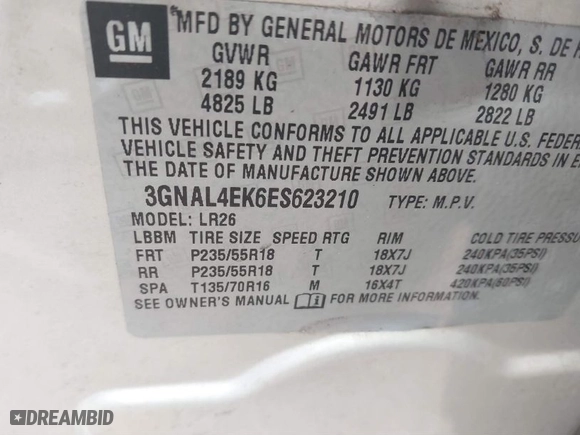 GM
*MFD BY GENERAL MOTORS DE MEXICO, S. DE R
GVWR GAWR FRT GAWR RR
2189 KG 1130 KG 1280 KG
4825 LB 2491 LB 2822 LB
THIS VEHICLE CONFORMS TO ALL APPLICABLE U.S. FEDER
VEHICLE SAFETY AND THEFT PREVENTION STANDARDS IN E
THE DATE OF MANUFACTURE SHOWN ABOVE.
3GNAL4EK6ES623210 TYPE: M.P.V.
MODEL: LR26
LBBM TIRE SIZE SPEED RTG RIM COLD TIRE PRESSU
FRT P235/55R18 T 18X7J 240KPA(35PSI)
RR P235/55R18 T 18X7J 240KPA(35PSI)
SPA T135/70R16 M 16X4T 420KPA(60PSI)
SEE OWNER'S MANUAL i FOR MORE INFORMATION.
DREAMBID